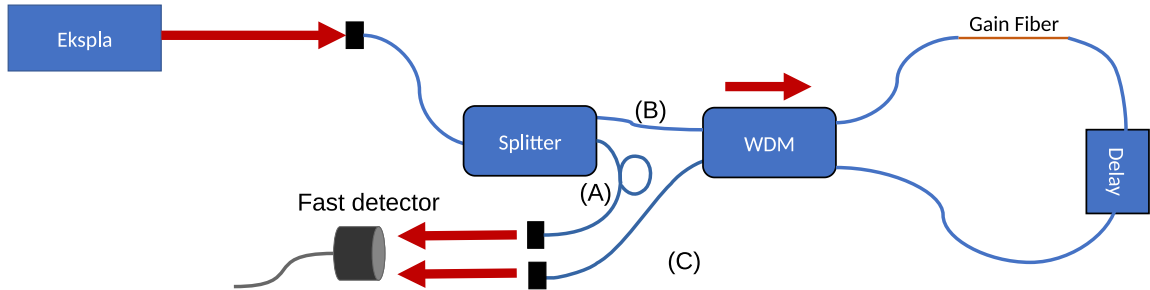 Gain Fiber
Ekspla
(B)
Splitter
WDM
Delay
(A)
Fast detector
(C)